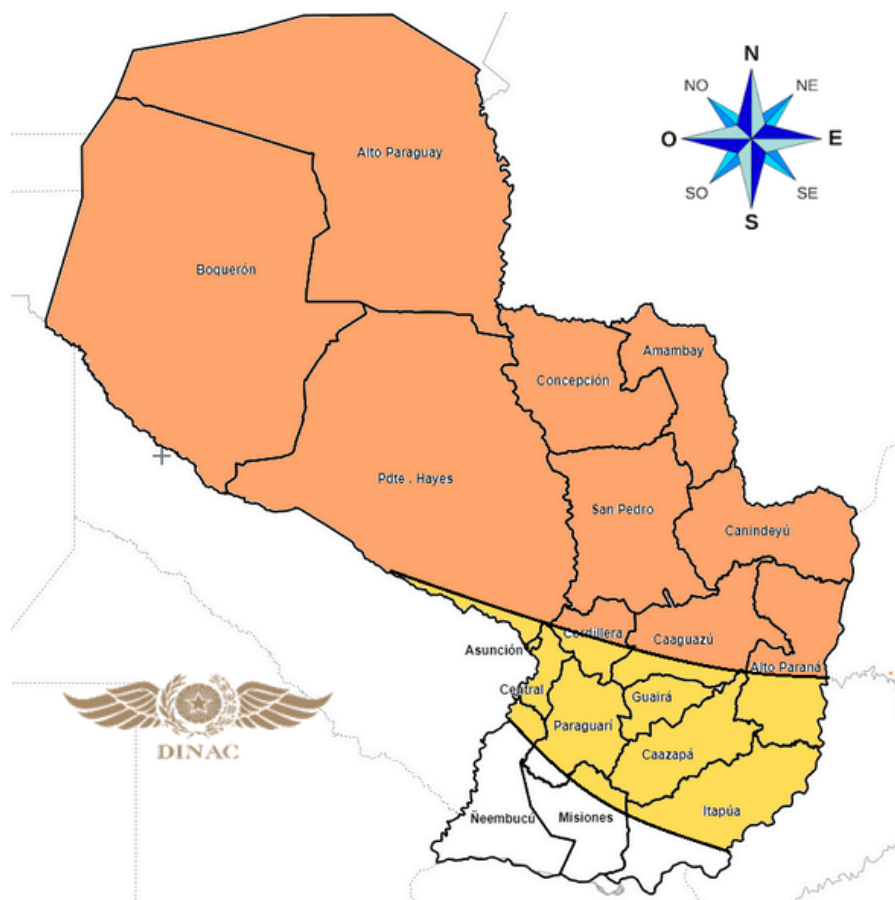 N
NO
NE
O
E
SO
SE
S
Alto Paraguay
Boquerón
Amambay
Concepción
Pdte . Hayes
San Pedro
Canindeyú
Cordillera
Caaguazú
Asunción
Alto Paraná
Central
Guairá
Paraguarí
Caazapá
DINAC
Itapúa
Ñeembucú
Misiones